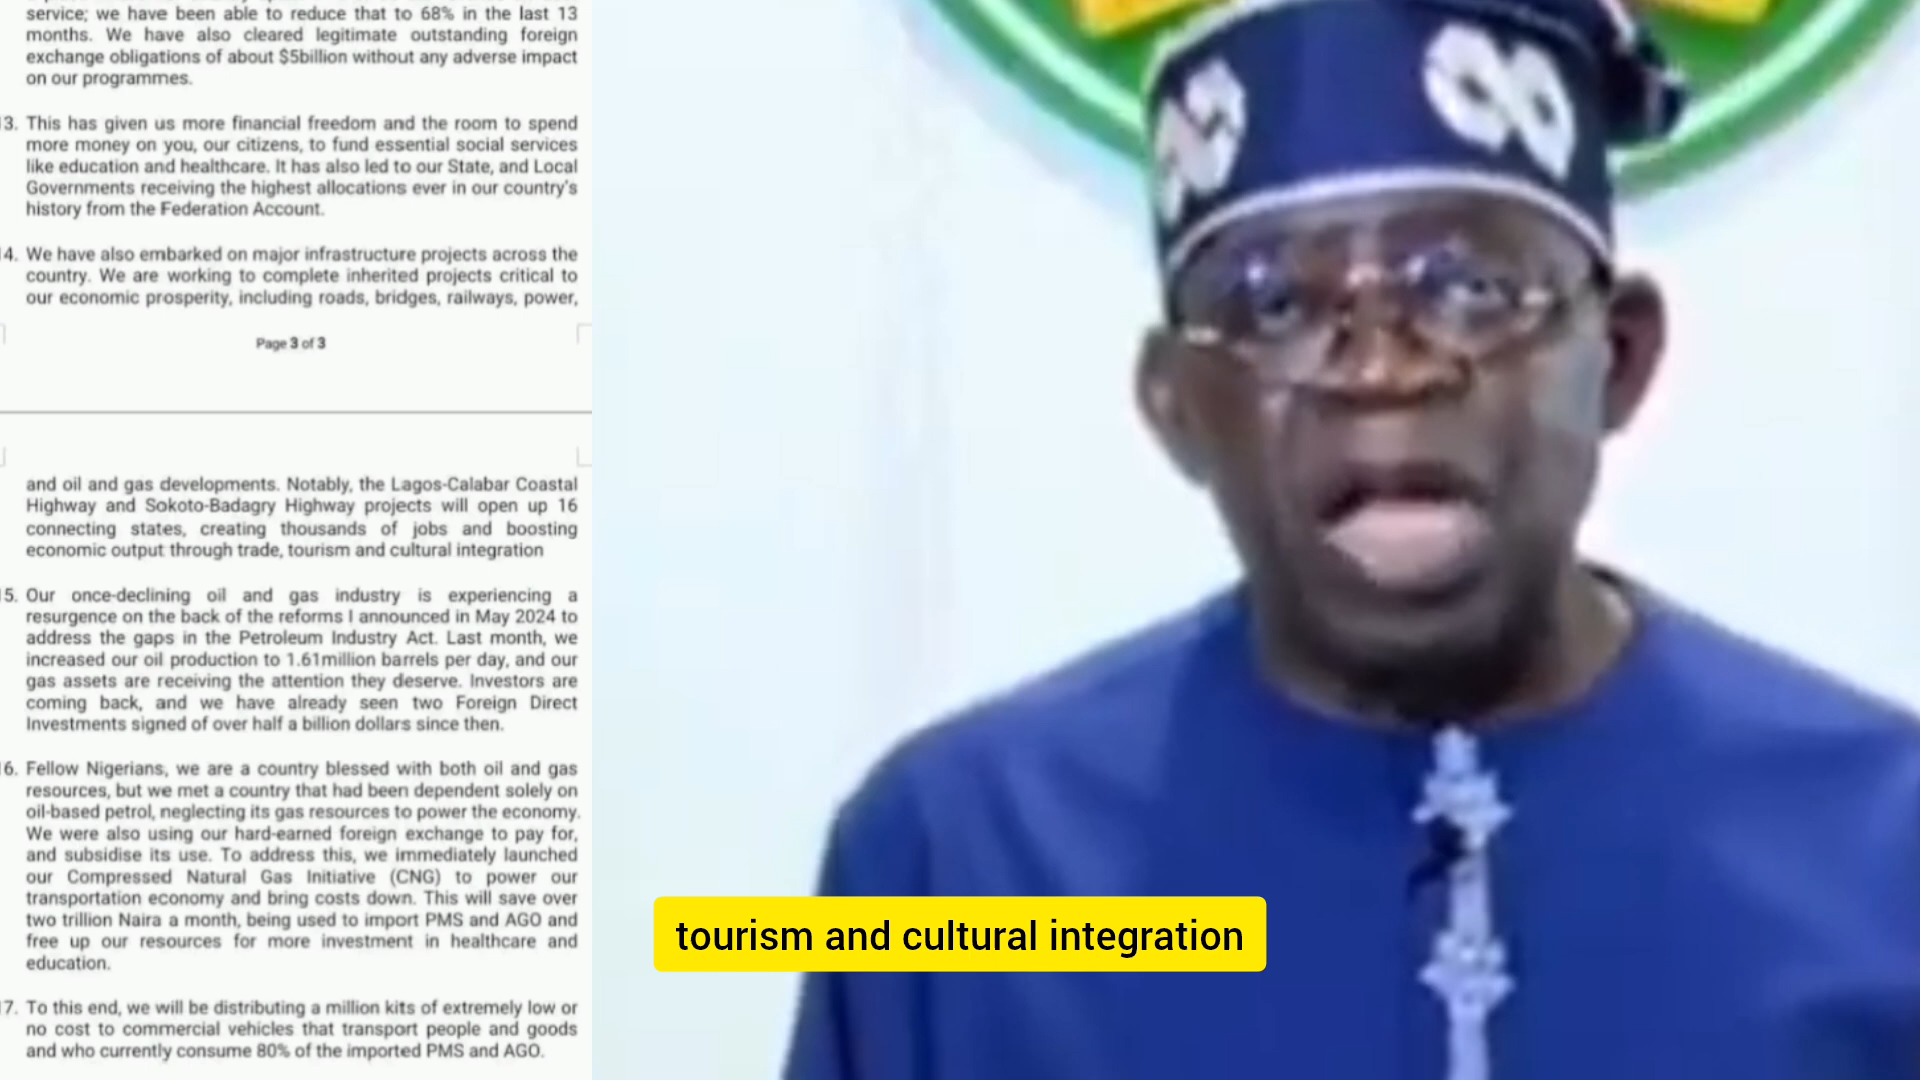 service; we have been able to reduce that to 68% in the last 13
months. We have also cleared legitimate outstanding foreign
exchange obligations of about $5billion without any adverse impact
on our programmes.
3. This has given us more financial freedom and the room to spend
more money on you, our citizens, to fund essential social services
like education and healthcare. It has also led to our State, and Local
Governments receiving the highest allocations ever in our country's
history from the Federation Account.
4. We have also embarked on major infrastructure projects across the
country. We are working to complete inherited projects critical to
our economic prosperity, including roads, bridges, railways, power,
Page 3 of 3
and oil and gas developments. Notably, the Lagos-Calabar Coastal
Highway and Sokoto-Badagry Highway projects will open up 16
connecting states, creating thousands of jobs and boosting
economic output through trade, tourism and cultural integration
5. Our once-declining oil and gas industry is experiencing a
resurgence on the back of the reforms I announced in May 2024 to
address the gaps in the Petroleum Industry Act. Last month, we
increased our oil production to 1.61million barrels per day, and our
gas assets are receiving the attention they deserve. Investors are
coming back, and we have already seen two Foreign Direct
Investments signed of over half a billion dollars since then.
6. Fellow Nigerians, we are a country blessed with both oil and gas
resources, but we met a country that had been dependent solely on
oil-based petrol, neglecting its gas resources to power the economy.
We were also using our hard-earned foreign exchange to pay for,
and subsidise its use. To address this, we immediately launched
our Compressed Natural Gas Initiative (CNG) to power our
transportation economy and bring costs down. This will save over
two trillion Naira a month, being used to import PMS and AGO and
free up our resources for more investment in healthcare and
education.
7. To this end, we will be distributing a million kits of extremely low or
no cost to commercial vehicles that transport people and goods
and who currently consume 80% of the imported PMS and AGO.
tourism and cultural integration